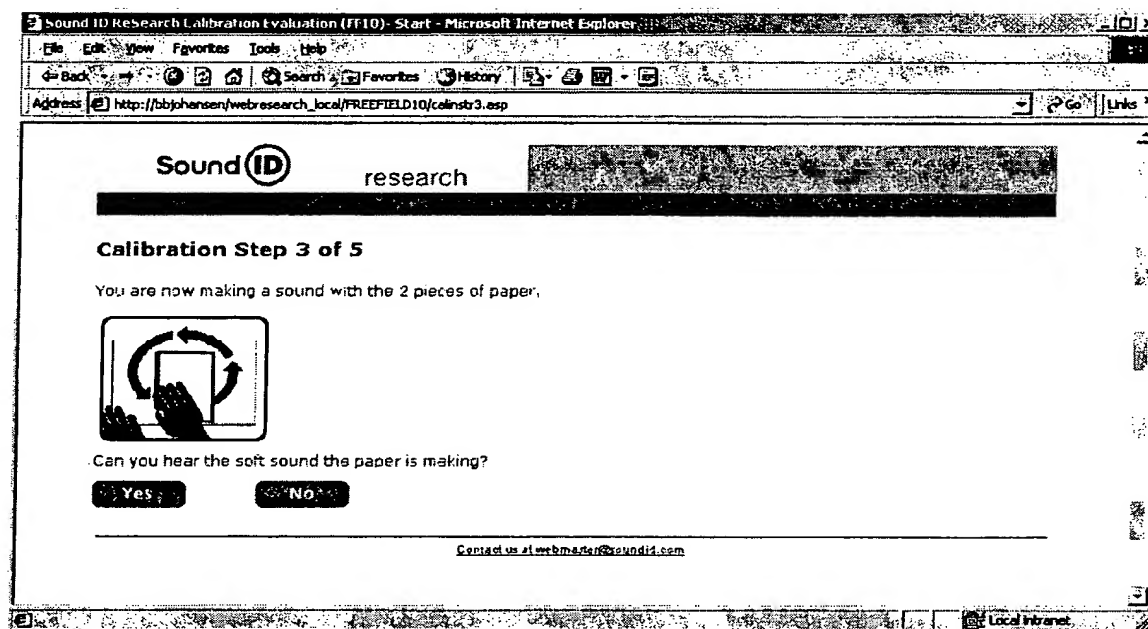 Sound ID ReSearch Calibration Evaluation (FF10)- Start - Microsoft Internet Explorer
File Edit View Favorites Tools Help
Back Search Favorites History
Address http://bbjohansen/webresearch_local/FREEFIELD10/calinstr3.asp Go Links
Sound ID research
Calibration Step 3 of 5
You are now making a sound with the 2 pieces of paper.
Can you hear the soft sound the paper is making?
Yes No
Contact us at webmaster@soundid.com
Local intranet